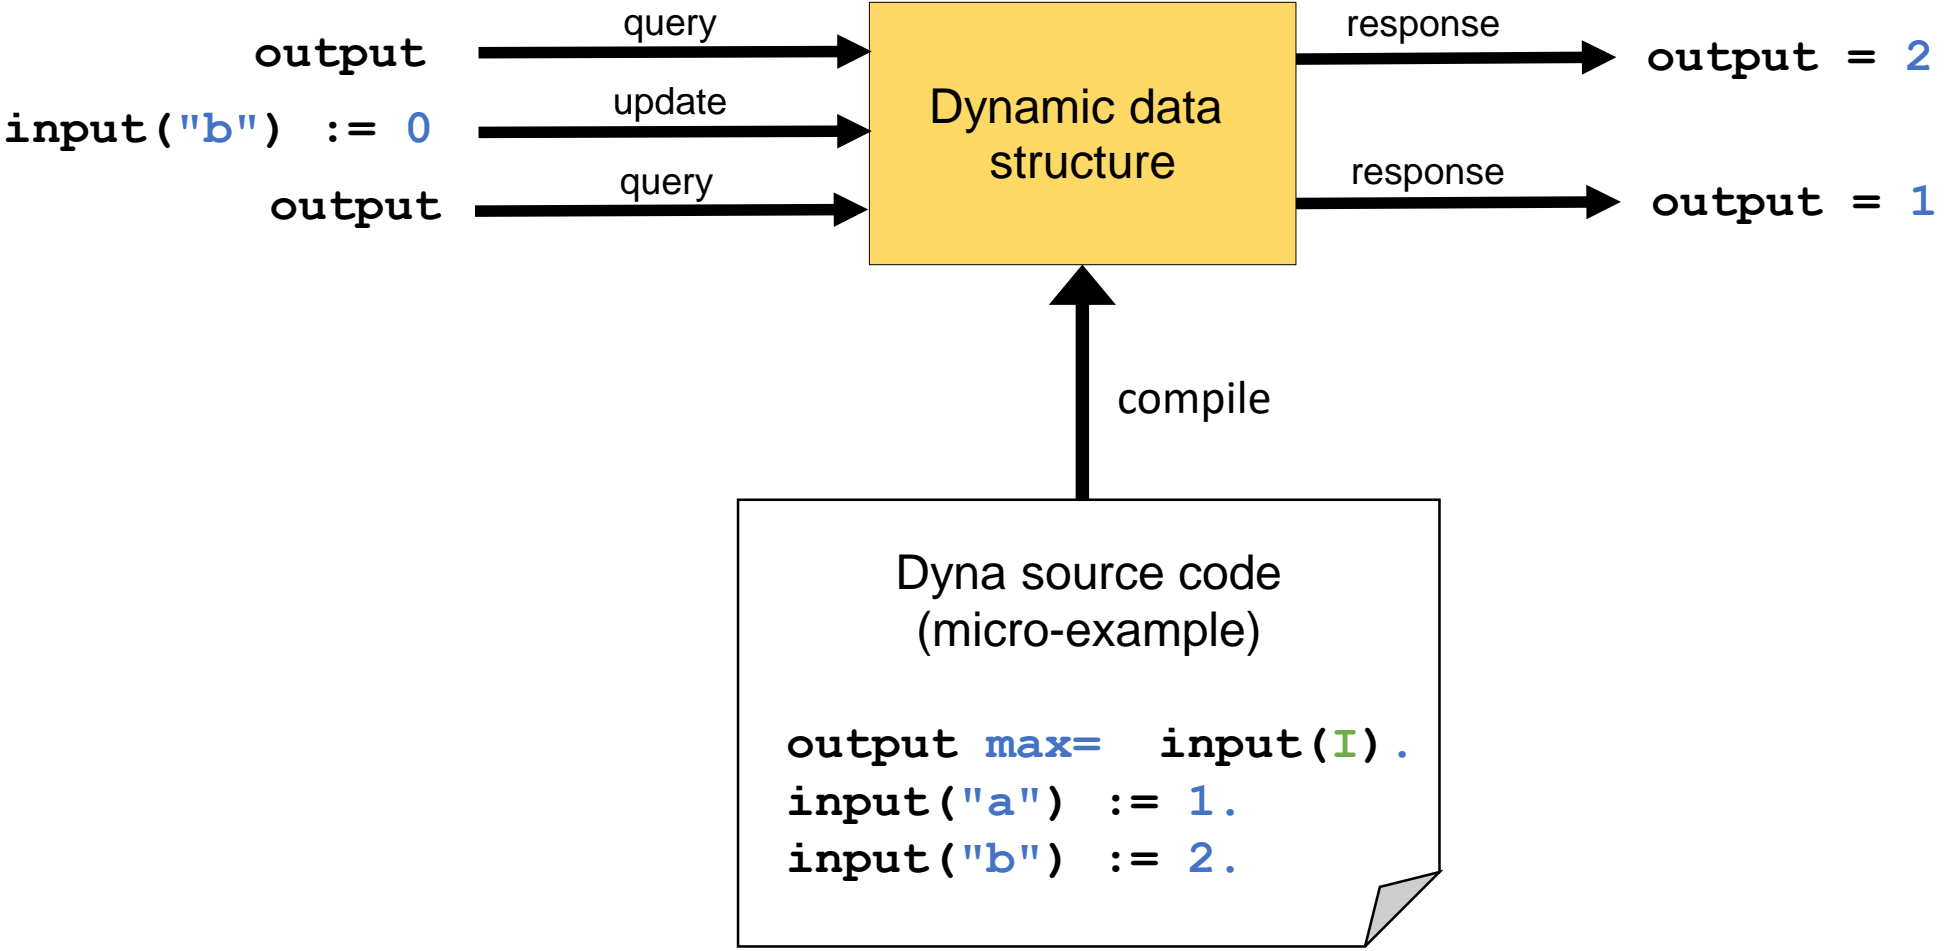 output
query
input("b") := 0
update
output
query
Dynamic data
structure
response
output = 2
response
output = 1
compile
Dyna source code
(micro-example)
output max= input(I).
input("a") := 1.
input("b") := 2.